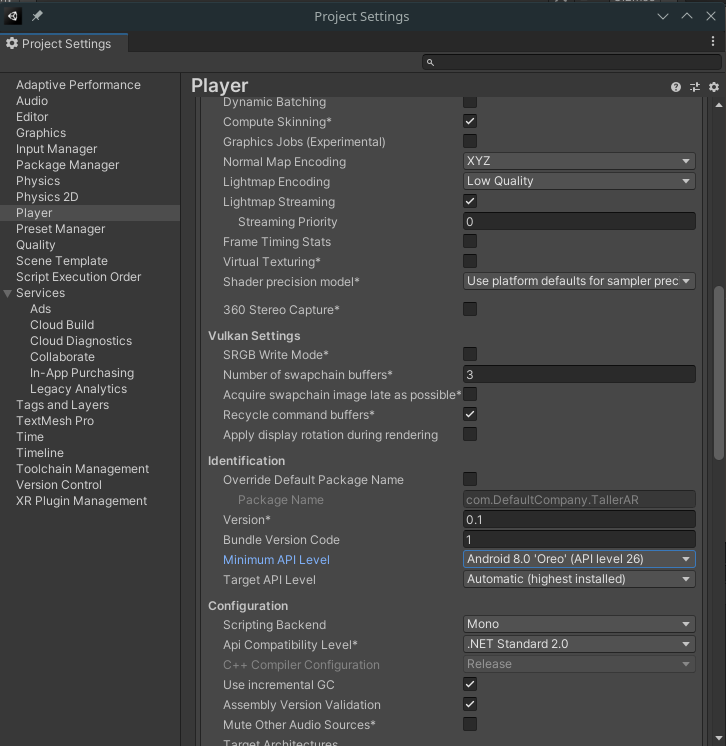 Project Settings
Project Settings
Adaptive Performance
Audio
Editor
Graphics
Input Manager
Package Manager
Physics
Physics 2D
Player
Preset Manager
Quality
Scene Template
Script Execution Order
Services
Ads
Cloud Build
Cloud Diagnostics
Collaborate
In-App Purchasing
Legacy Analytics
Tags and Layers
TextMesh Pro
Time
Timeline
Toolchain Management
Version Control
XR Plugin Management
Player
Dynamic Batching
Compute Skinning*
Graphics Jobs (Experimental)
Normal Map Encoding XYZ
Lightmap Encoding Low Quality
Lightmap Streaming
Streaming Priority 0
Frame Timing Stats
Virtual Texturing*
Shader precision model* Use platform defaults for sampler prec
360 Stereo Capture*
Vulkan Settings
SRGB Write Mode*
Number of swapchain buffers* 3
Acquire swapchain image late as possible*
Recycle command buffers*
Apply display rotation during rendering
Identification
Override Default Package Name
Package Name com.DefaultCompany.TallerAR
Version* 0.1
Bundle Version Code 1
Minimum API Level Android 8.0 'Oreo' (API level 26)
Target API Level Automatic (highest installed)
Configuration
Scripting Backend Mono
Api Compatibility Level* .NET Standard 2.0
C++ Compiler Configuration Release
Use incremental GC
Assembly Version Validation
Mute Other Audio Sources*
Target Architectures